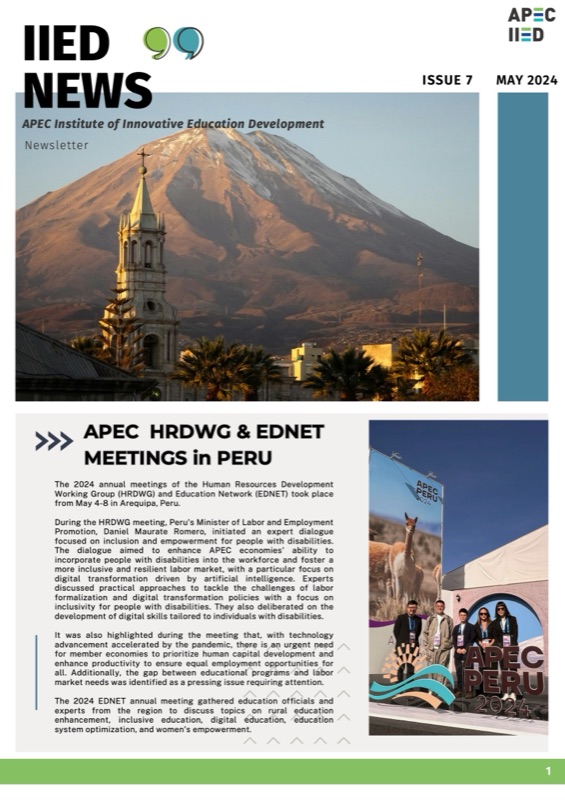 APEC
IIED
IIED
NEWS
ISSUE 7 MAY 2024
APEC Institute of Innovative Education Development
Newsletter
APEC HRDWG & EDNET
MEETINGS in PERU
The 2024 annual meetings of the Human Resources Development
Working Group (HRDWG) and Education Network (EDNET) took place
from May 4-8 in Arequipa, Peru.
During the HRDWG meeting, Peru's Minister of Labor and Employment
Promotion, Daniel Maurate Romero, initiated an expert dialogue
focused on inclusion and empowerment for people with disabilities.
The dialogue aimed to enhance APEC economies' ability to
incorporate people with disabilities into the workforce and foster a
more inclusive and resilient labor market, with a particular focus on
digital transformation driven by artificial intelligence. Experts
discussed practical approaches to tackle the challenges of labor
formalization and digital transformation policies with a focus on
inclusivity for people with disabilities. They also deliberated on the
development of digital skills tailored to individuals with disabilities.
It was also highlighted during the meeting that, with technology
advancement accelerated by the pandemic, there is an urgent need
for member economies to prioritize human capital development and
enhance productivity to ensure equal employment opportunities for
all. Additionally, the gap between educational programs and labor
market needs was identified as a pressing issue requiring attention.
The 2024 EDNET annual meeting gathered education officials and
experts from the region to discuss topics on rural education
enhancement, inclusive education, digital education, education
system optimization, and women's empowerment.
APEC
PERU
APEC
PERU
2024
1